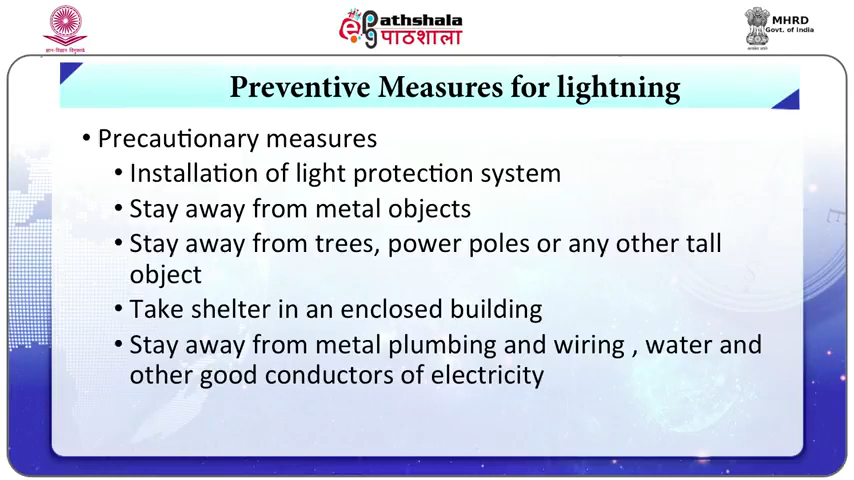 ज्ञान-विज्ञान विमुक्तये
ePathshala
पाठशाला
MHRD
Govt. of India
Preventive Measures for lightning
• Precautionary measures
• Installation of light protection system
• Stay away from metal objects
• Stay away from trees, power poles or any other tall
object
• Take shelter in an enclosed building
• Stay away from metal plumbing and wiring , water and
other good conductors of electricity